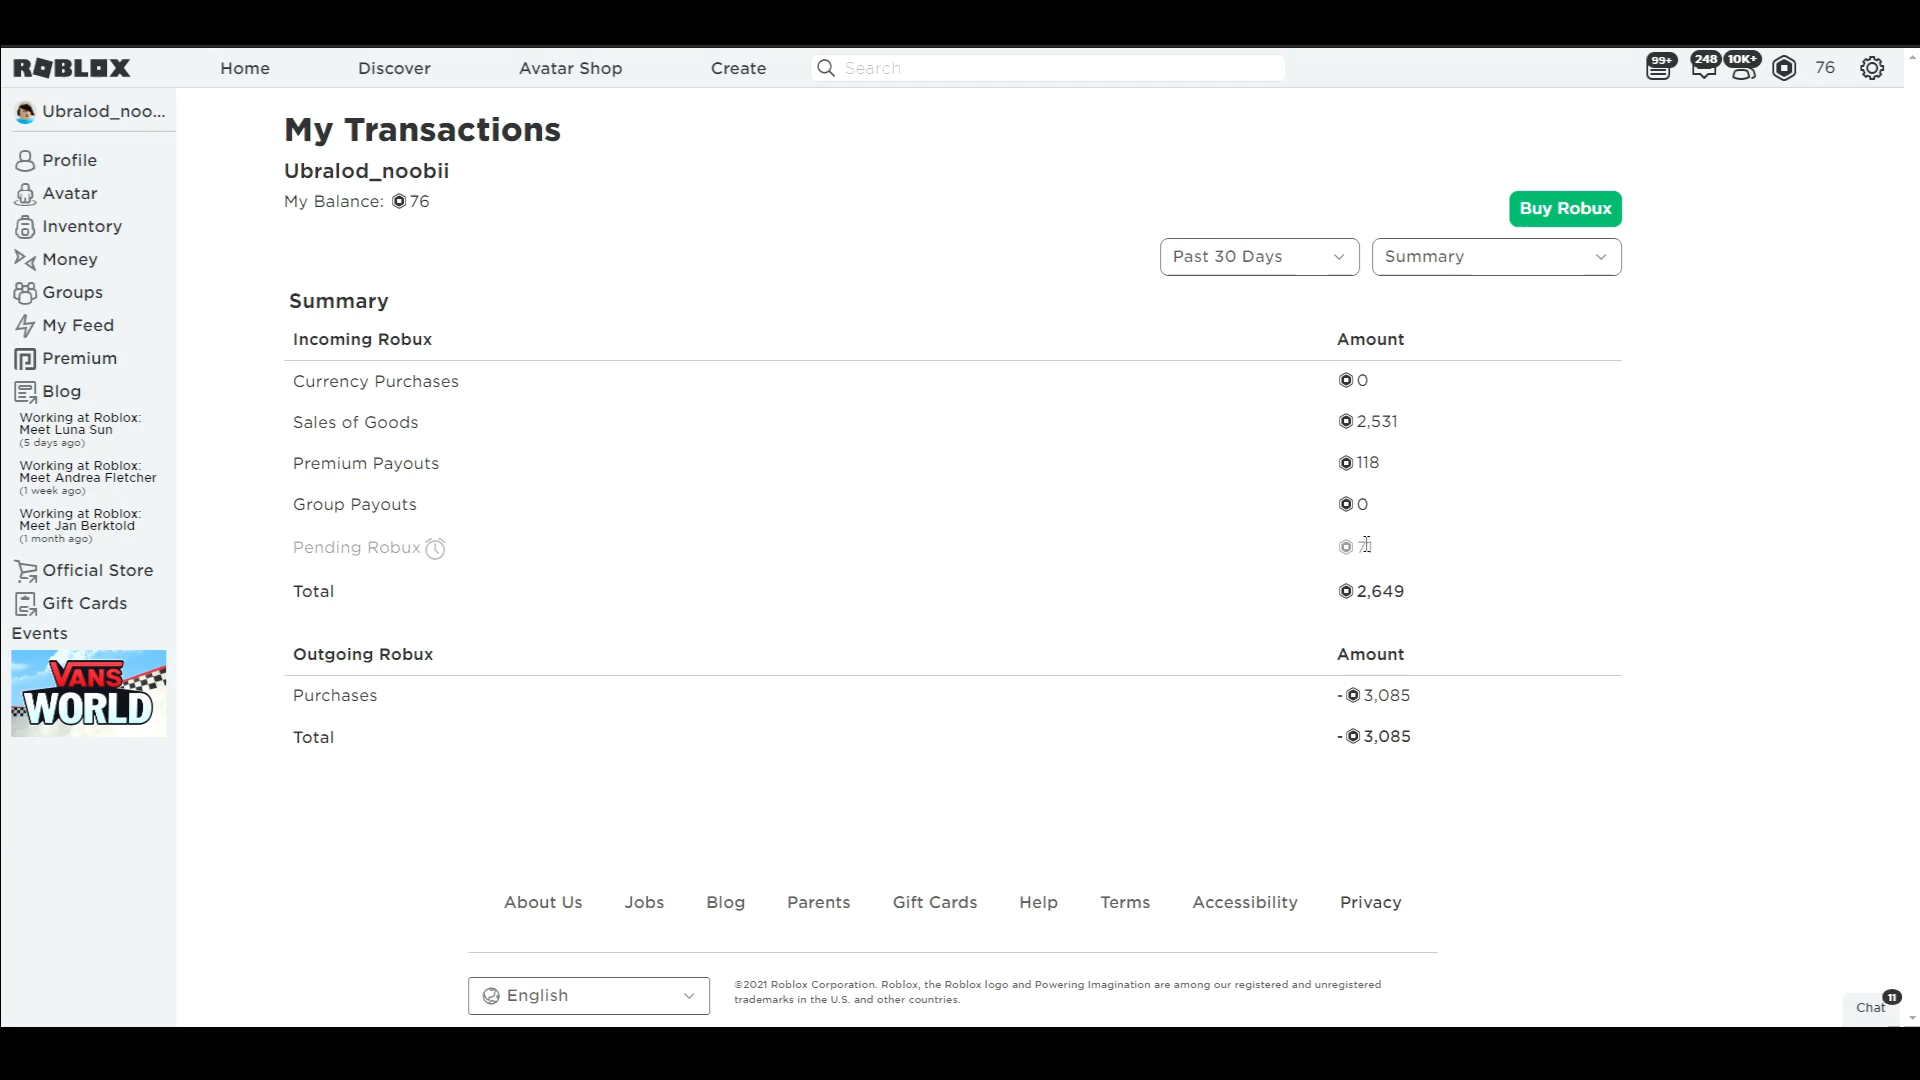 ROBLOX Home Discover Avatar Shop Create Search 99+ 248 10K+ 76
Ubralod_noo...
Profile
Avatar
Inventory
Money
Groups
My Feed
Premium
Blog
Working at Roblox:
Meet Luna Sun
(5 days ago)
Working at Roblox:
Meet Andrea Fletcher
(1 week ago)
Working at Roblox:
Meet Jan Berktold
(1 month ago)
Official Store
Gift Cards
Events
VANS
WORLD
My Transactions
Ubralod_noobii
My Balance: 76
Buy Robux
Past 30 Days Summary
Summary
Incoming Robux Amount
Currency Purchases 0
Sales of Goods 2,531
Premium Payouts 118
Group Payouts 0
Pending Robux
Total 2,649
Outgoing Robux Amount
Purchases -3,085
Total -3,085
About Us Jobs Blog Parents Gift Cards Help Terms Accessibility Privacy
English
©2021 Roblox Corporation. Roblox, the Roblox logo and Powering Imagination are among our registered and unregistered
trademarks in the U.S. and other countries.
Chat 11